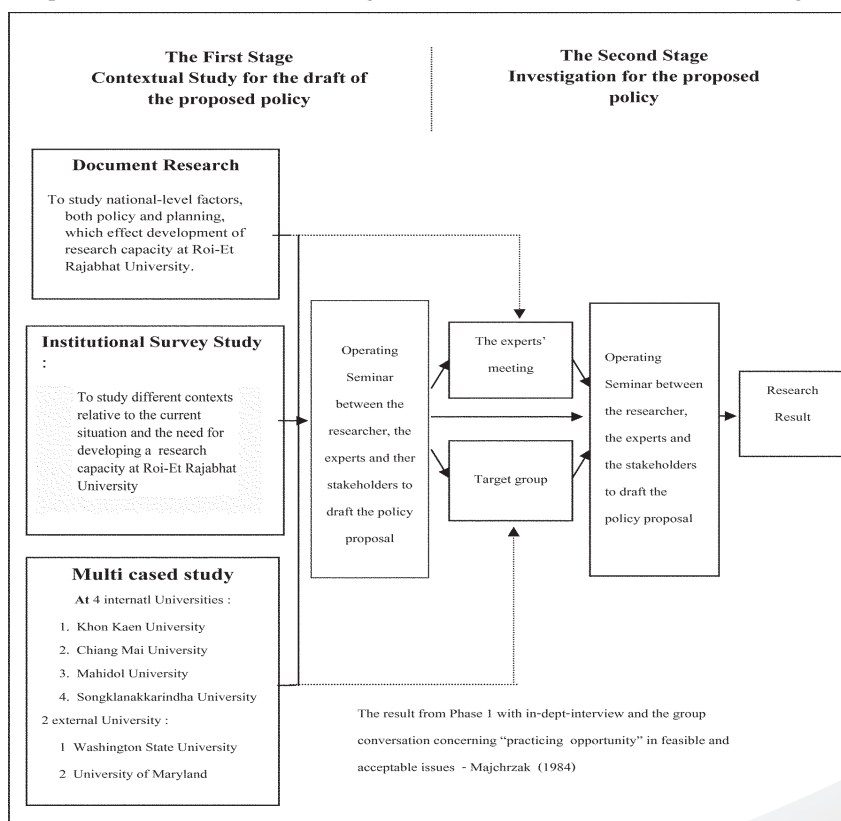 The First Stage
Contextual Study for the draft of
the proposed policy
The Second Stage
Investigation for the proposed
policy
Document Research
To study national-level factors,
both policy and planning,
which effect development of
research capacity at Roi-Et
Rajabhat University.
Institutional Survey Study
:
To study different contexts
relative to the current
situation and the need for
developing a research
capacity at Roi-Et Rajabhat
University
Multi cased study
At 4 internatl Universities :
1. Khon Kaen University
2. Chiang Mai University
3. Mahidol University
4. Songklanakkarindha University
2 external University :
1 Washington State University
2 University of Maryland
Operating
Seminar
between the
researcher, the
experts and ther
stakeholders to
draft the policy
proposal
The experts'
meeting
Target group
Operating
Seminar between
the researcher,
the experts and
the stakeholders
to draft the
policy proposal
Research
Result
The result from Phase 1 with in-dept-interview and the group
conversation concerning “practicing opportunity” in feasible and
acceptable issues - Majchrzak (1984)